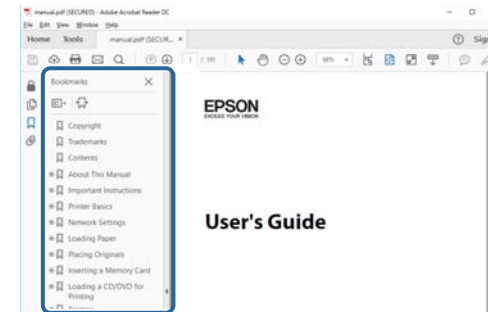 manual.pdf (SECURED) - Adobe Acrobat Reader DC
File Edit View Window Help
Home Tools manual.pdf (SECUR... ×
Sign
Bookmarks
Copyright
Trademarks
Contents
About This Manual
Important Instructions
Printer Basics
Network Settings
Loading Paper
Placing Originals
Inserting a Memory Card
Loading a CD/DVD for
Printing
EPSON
EXCEED YOUR VISION
User's Guide